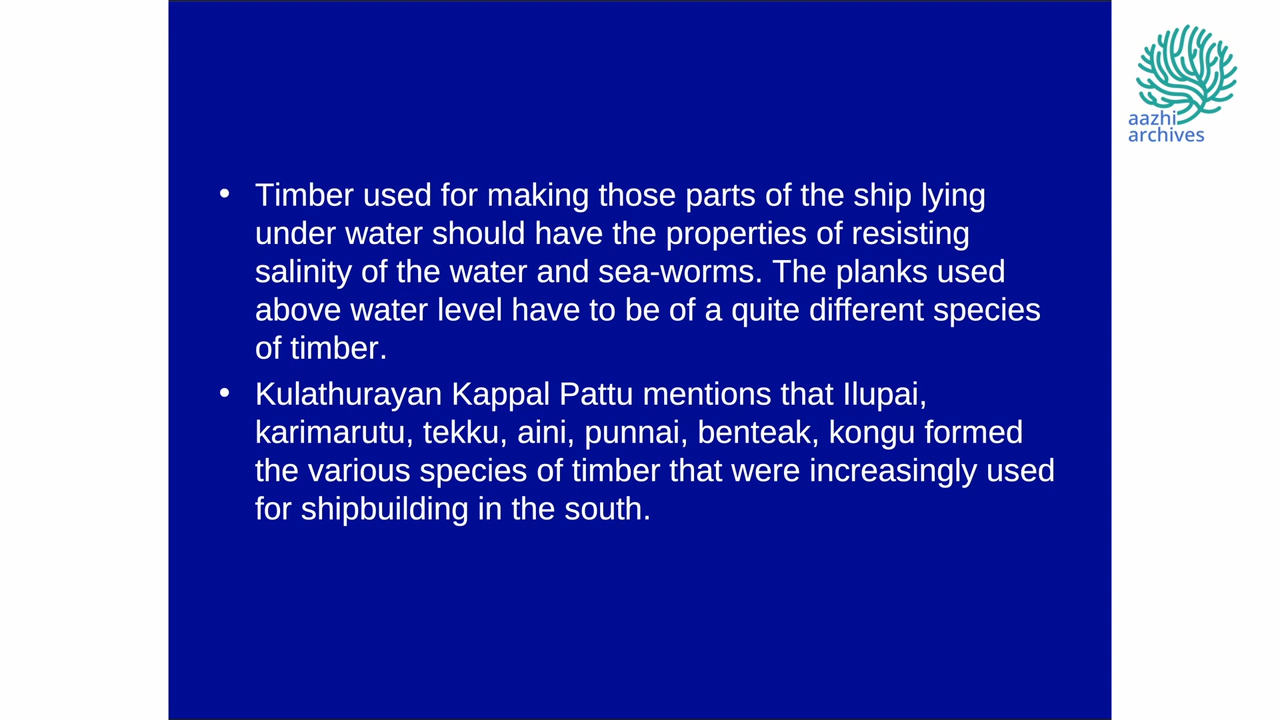 aazhi
archives
• Timber used for making those parts of the ship lying
under water should have the properties of resisting
salinity of the water and sea-worms. The planks used
above water level have to be of a quite different species
of timber.
• Kulathurayan Kappal Pattu mentions that Ilupai,
karimarutu, tekku, aini, punnai, benteak, kongu formed
the various species of timber that were increasingly used
for shipbuilding in the south.